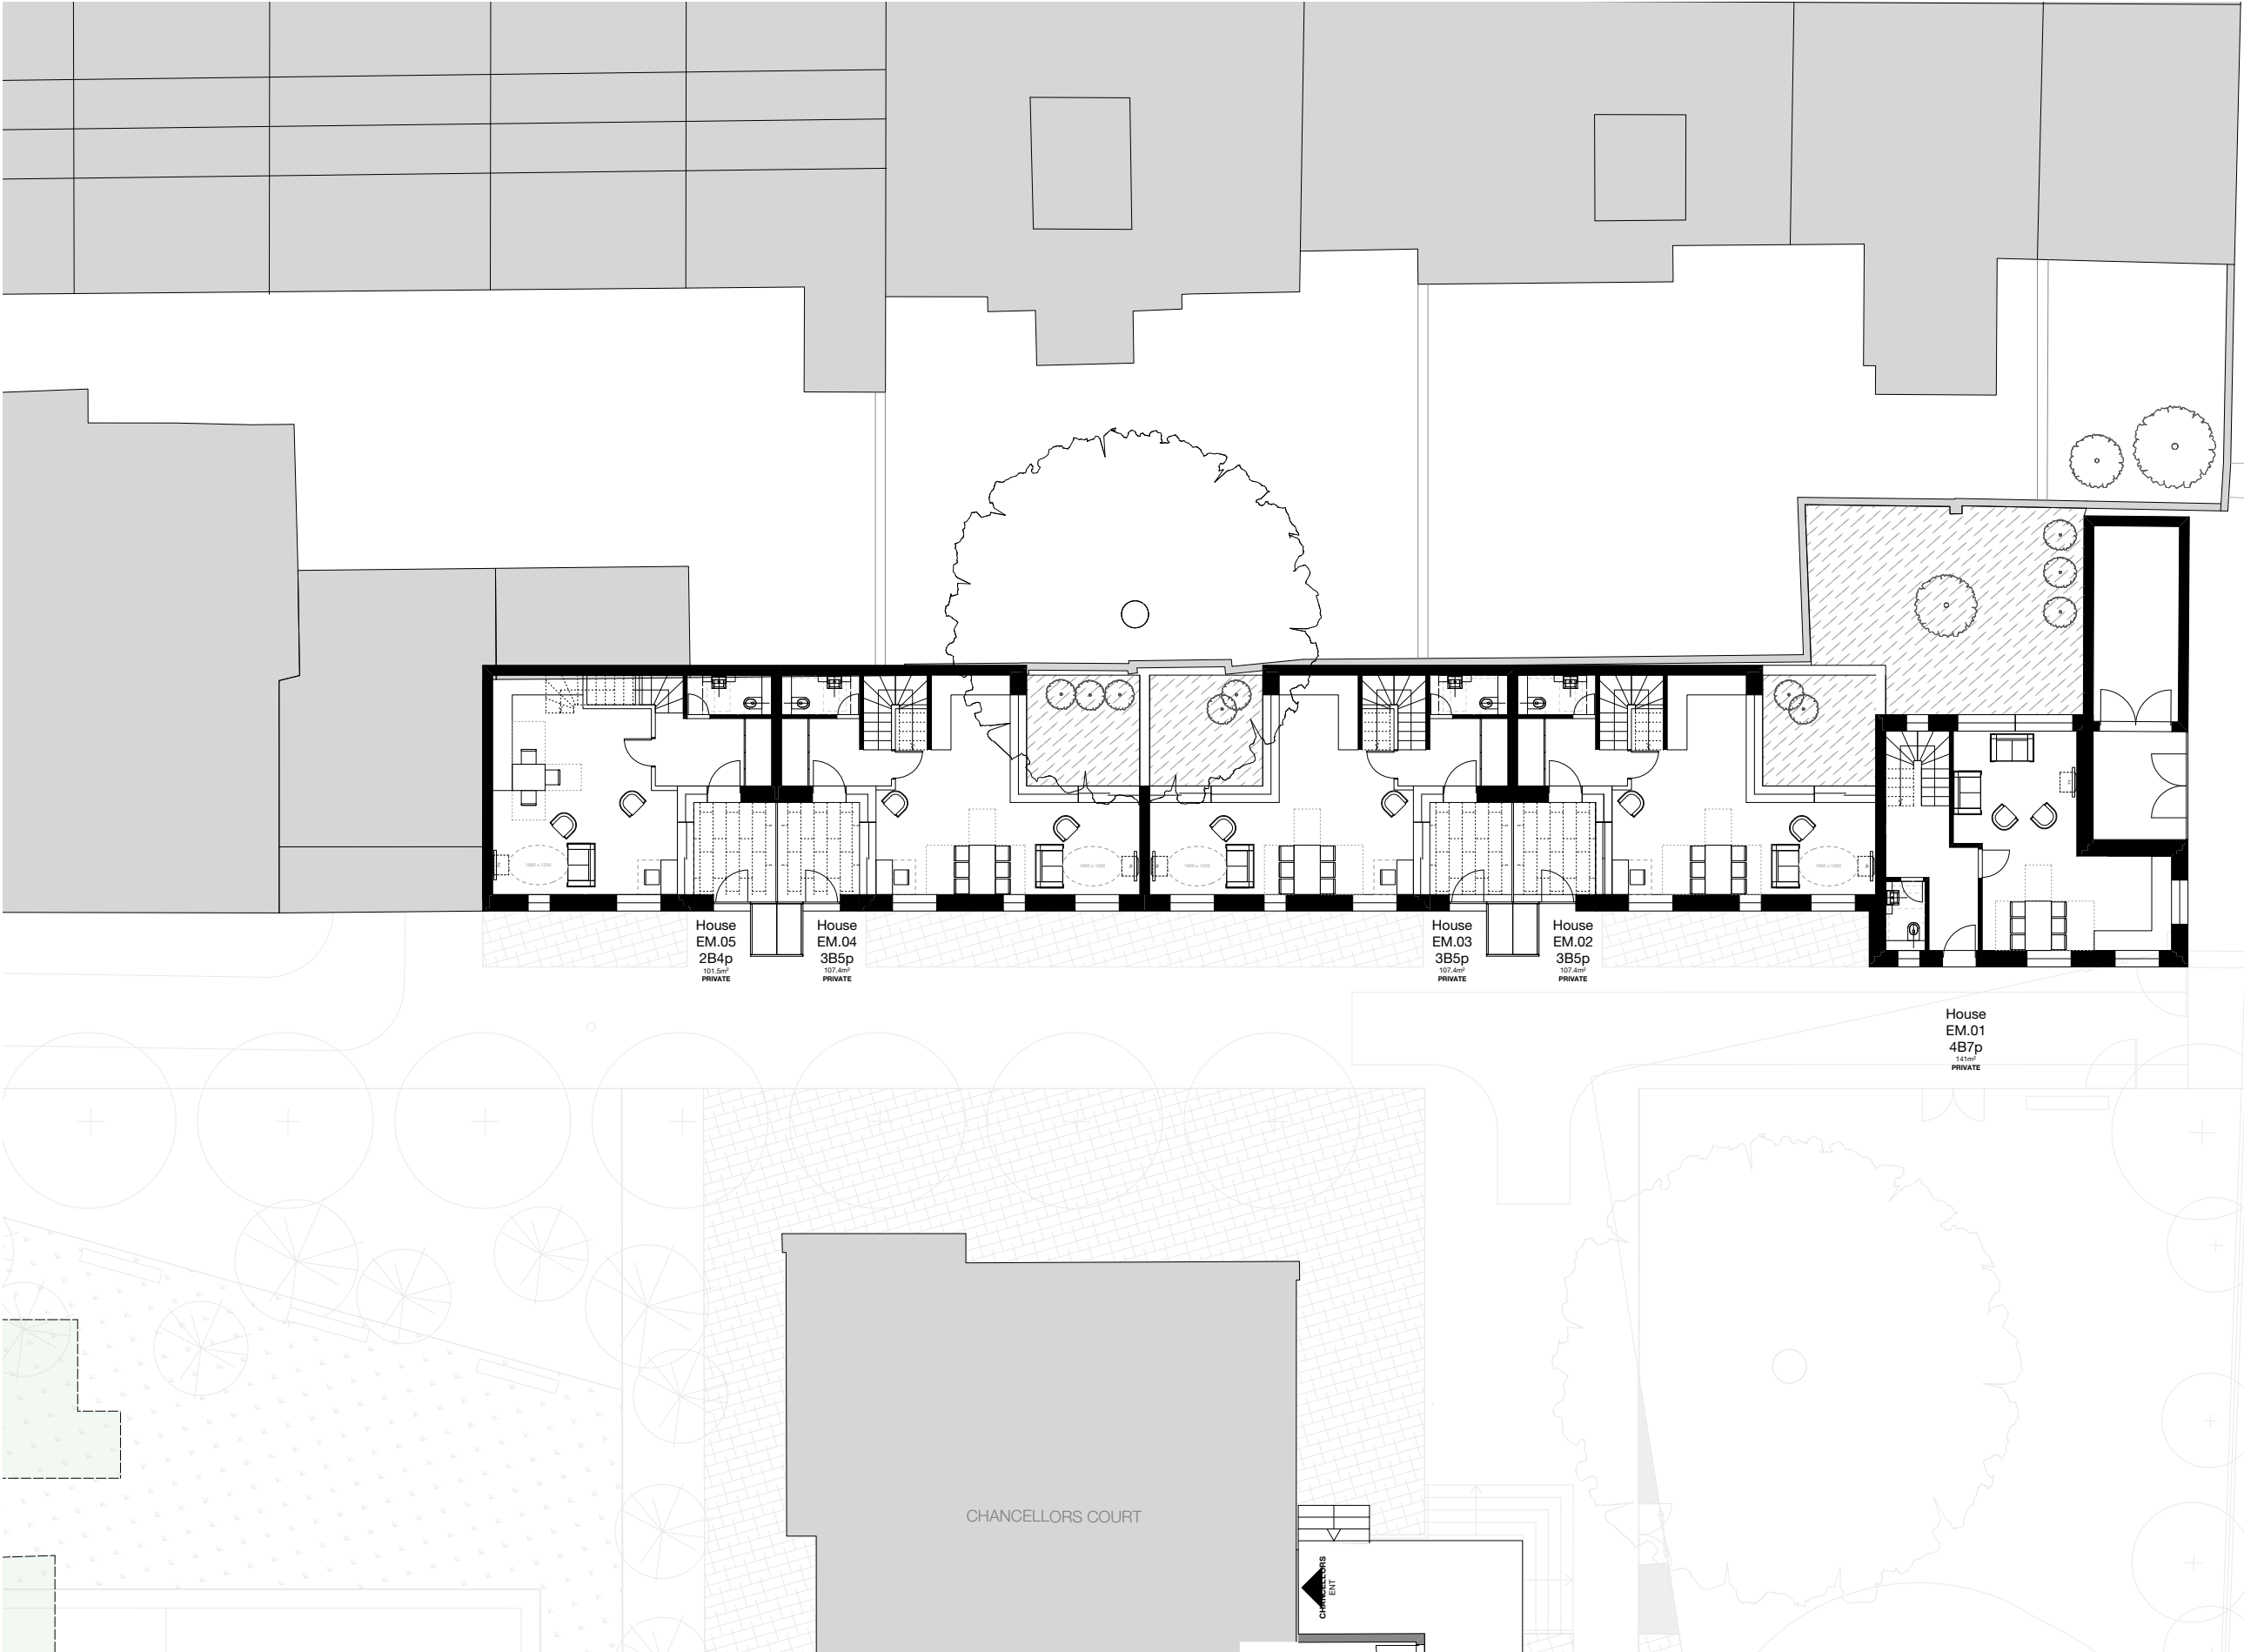 House
EM.05
2B4p
101.5m²
PRIVATE
House
EM.04
3B5p
107.4m²
PRIVATE
House
EM.03
3B5p
107.4m²
PRIVATE
House
EM.02
3B5p
107.4m²
PRIVATE
House
EM.01
4B7p
141m²
PRIVATE
CHANCELLORS COURT
CHANCELLORS
ENT